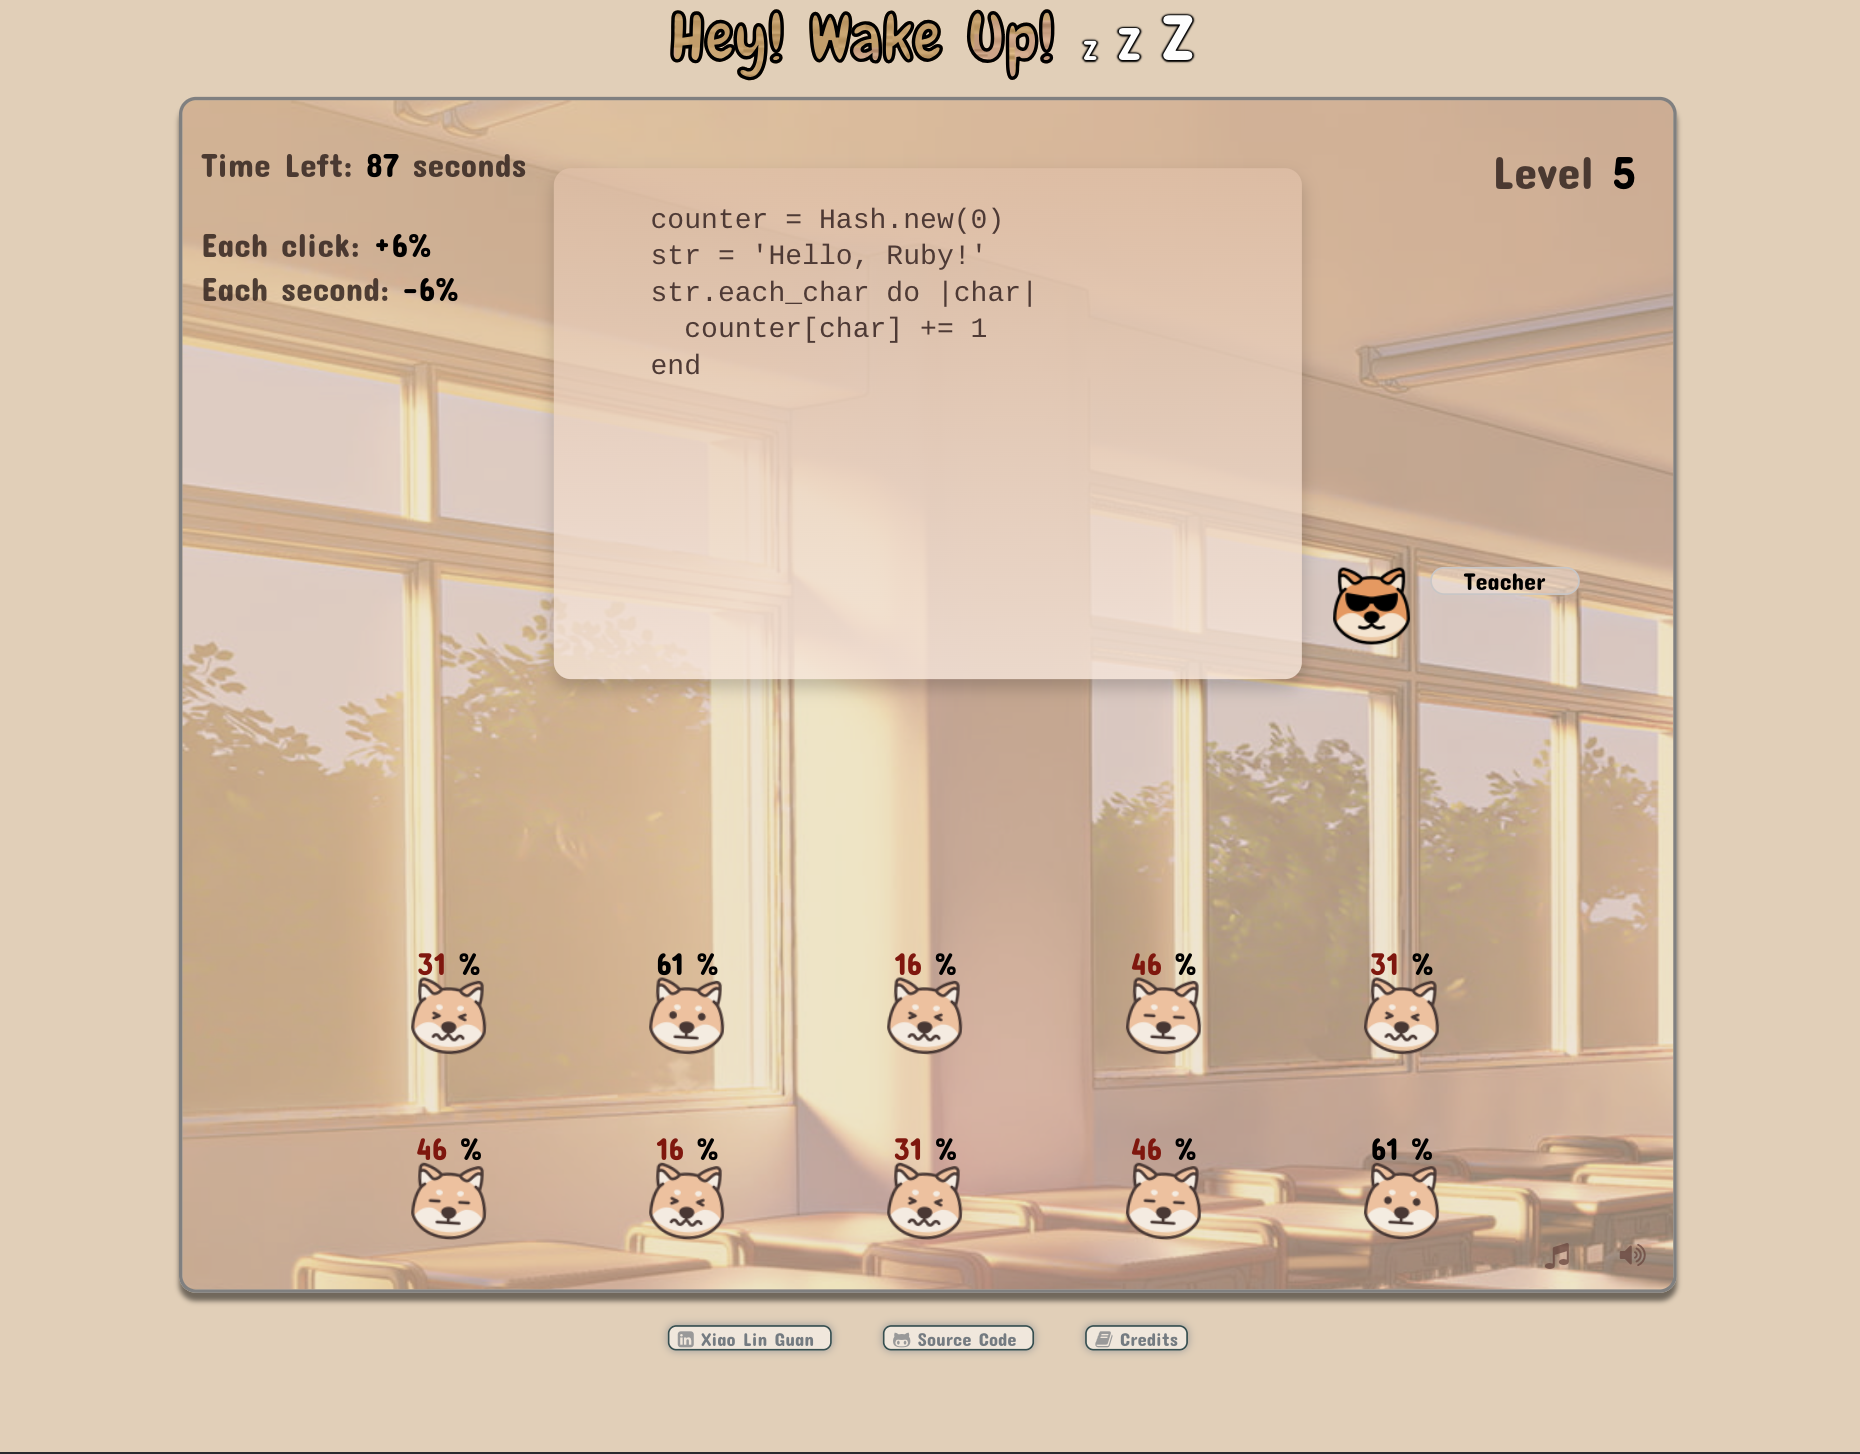 Hey! Wake Up! z z Z
Time Left: 87 seconds
Level 5
Each click: +6%
Each second: -6%
counter = Hash.new(0)
str = 'Hello, Ruby!'
str.each_char do |char|
  counter[char] += 1
end
Teacher
31 % 61 % 16 % 46 % 31 %
46 % 16 % 31 % 46 % 61 %
Xiao Lin Guan Source Code Credits